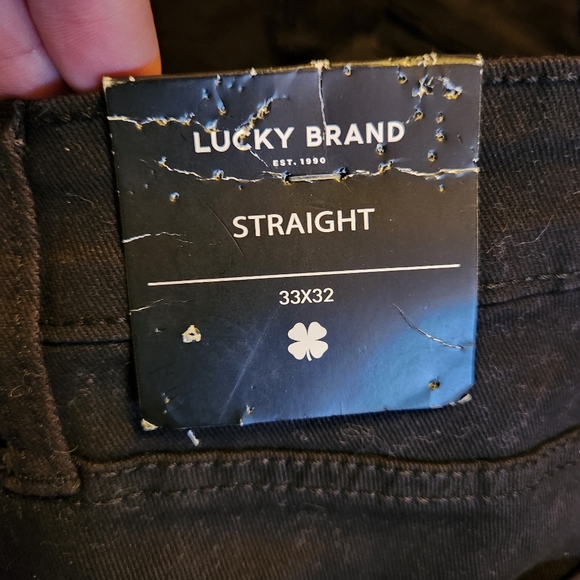 LUCKY BRAND
EST. 1990
STRAIGHT
33X32